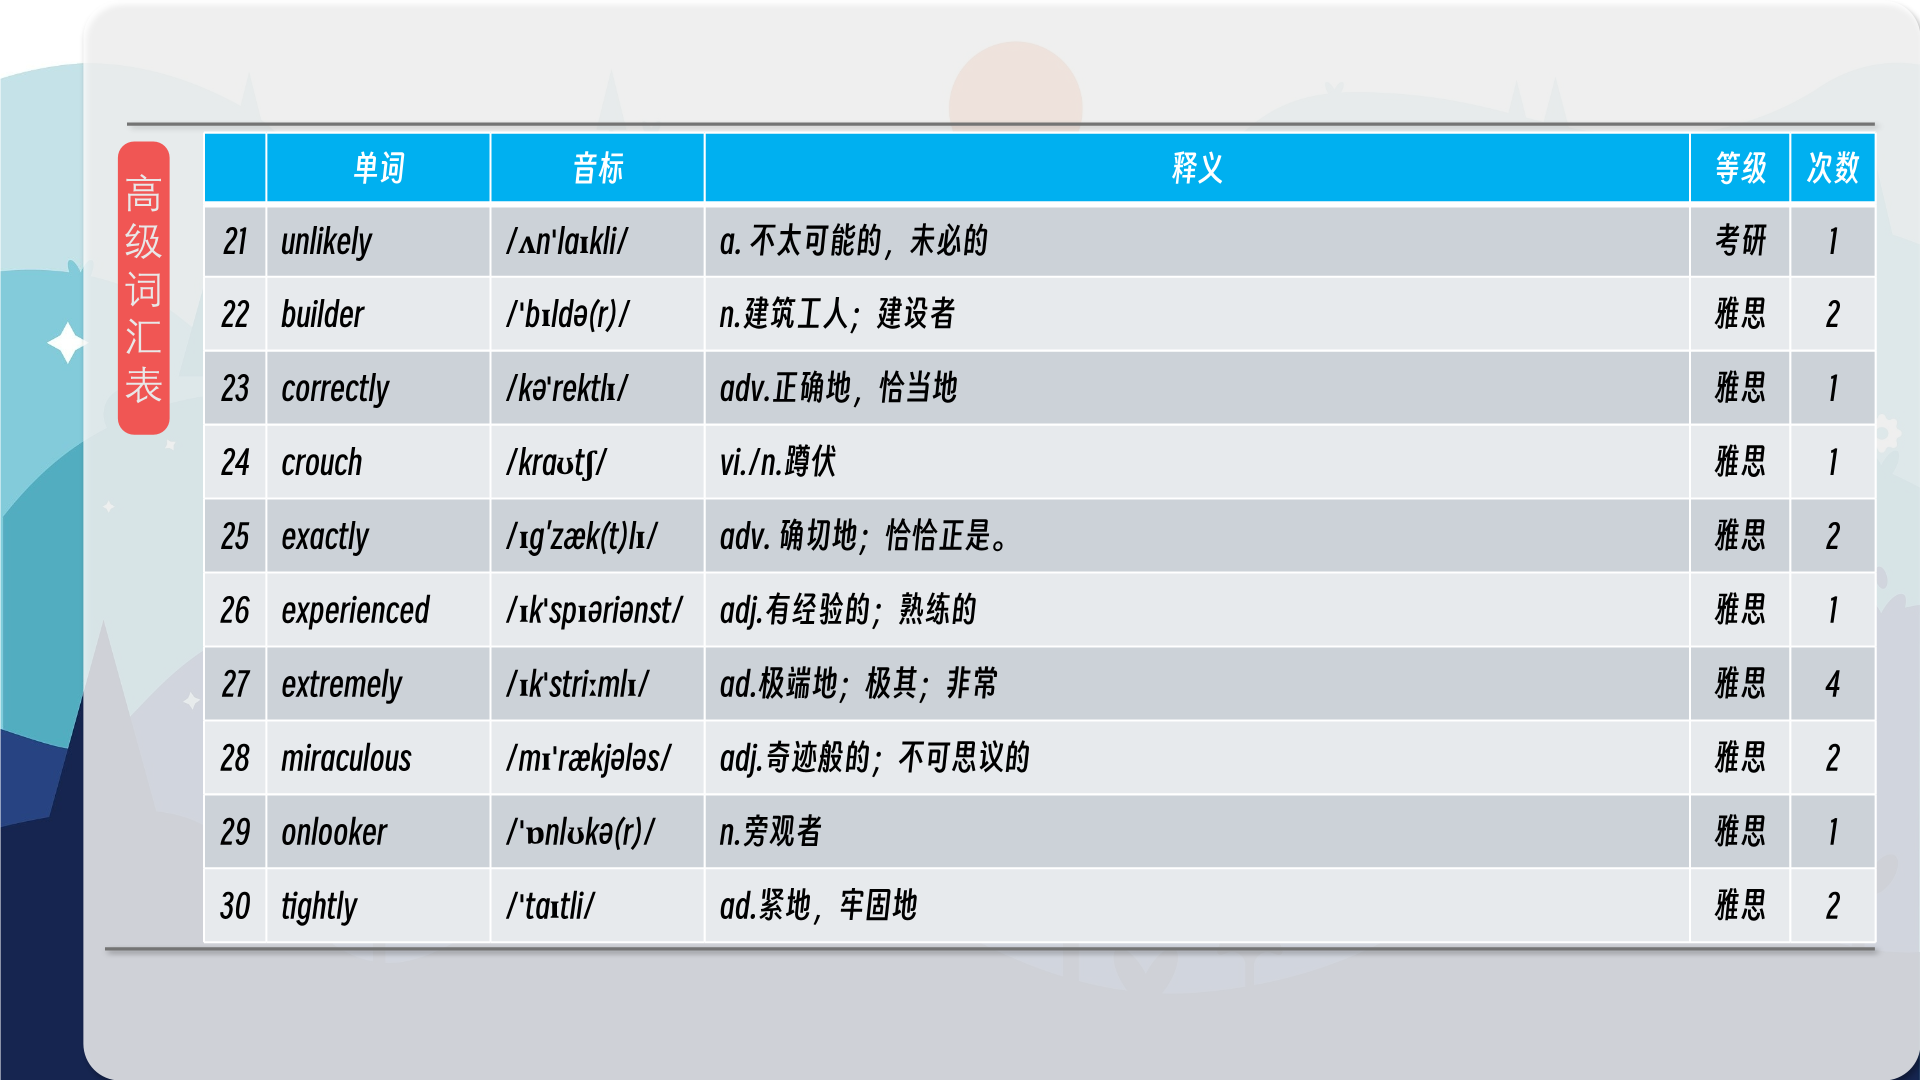 高级词汇表
单词 音标 释义 等级 次数
21 unlikely /ʌn'laɪkli/ a. 不太可能的，未必的 考研 1
22 builder /'bɪldə(r)/ n.建筑工人；建设者 雅思 2
23 correctly /kə'rektlɪ/ adv.正确地，恰当地 雅思 1
24 crouch /kraʊtʃ/ vi./n.蹲伏 雅思 1
25 exactly /ɪɡ'zæk(t)lɪ/ adv. 确切地；恰恰正是。 雅思 2
26 experienced /ɪk'spɪəriənst/ adj.有经验的；熟练的 雅思 1
27 extremely /ɪk'striːmlɪ/ ad.极端地；极其；非常 雅思 4
28 miraculous /mɪ'rækjələs/ adj.奇迹般的；不可思议的 雅思 2
29 onlooker /'ɒnlʊkə(r)/ n.旁观者 雅思 1
30 tightly /'taɪtli/ ad.紧地，牢固地 雅思 2